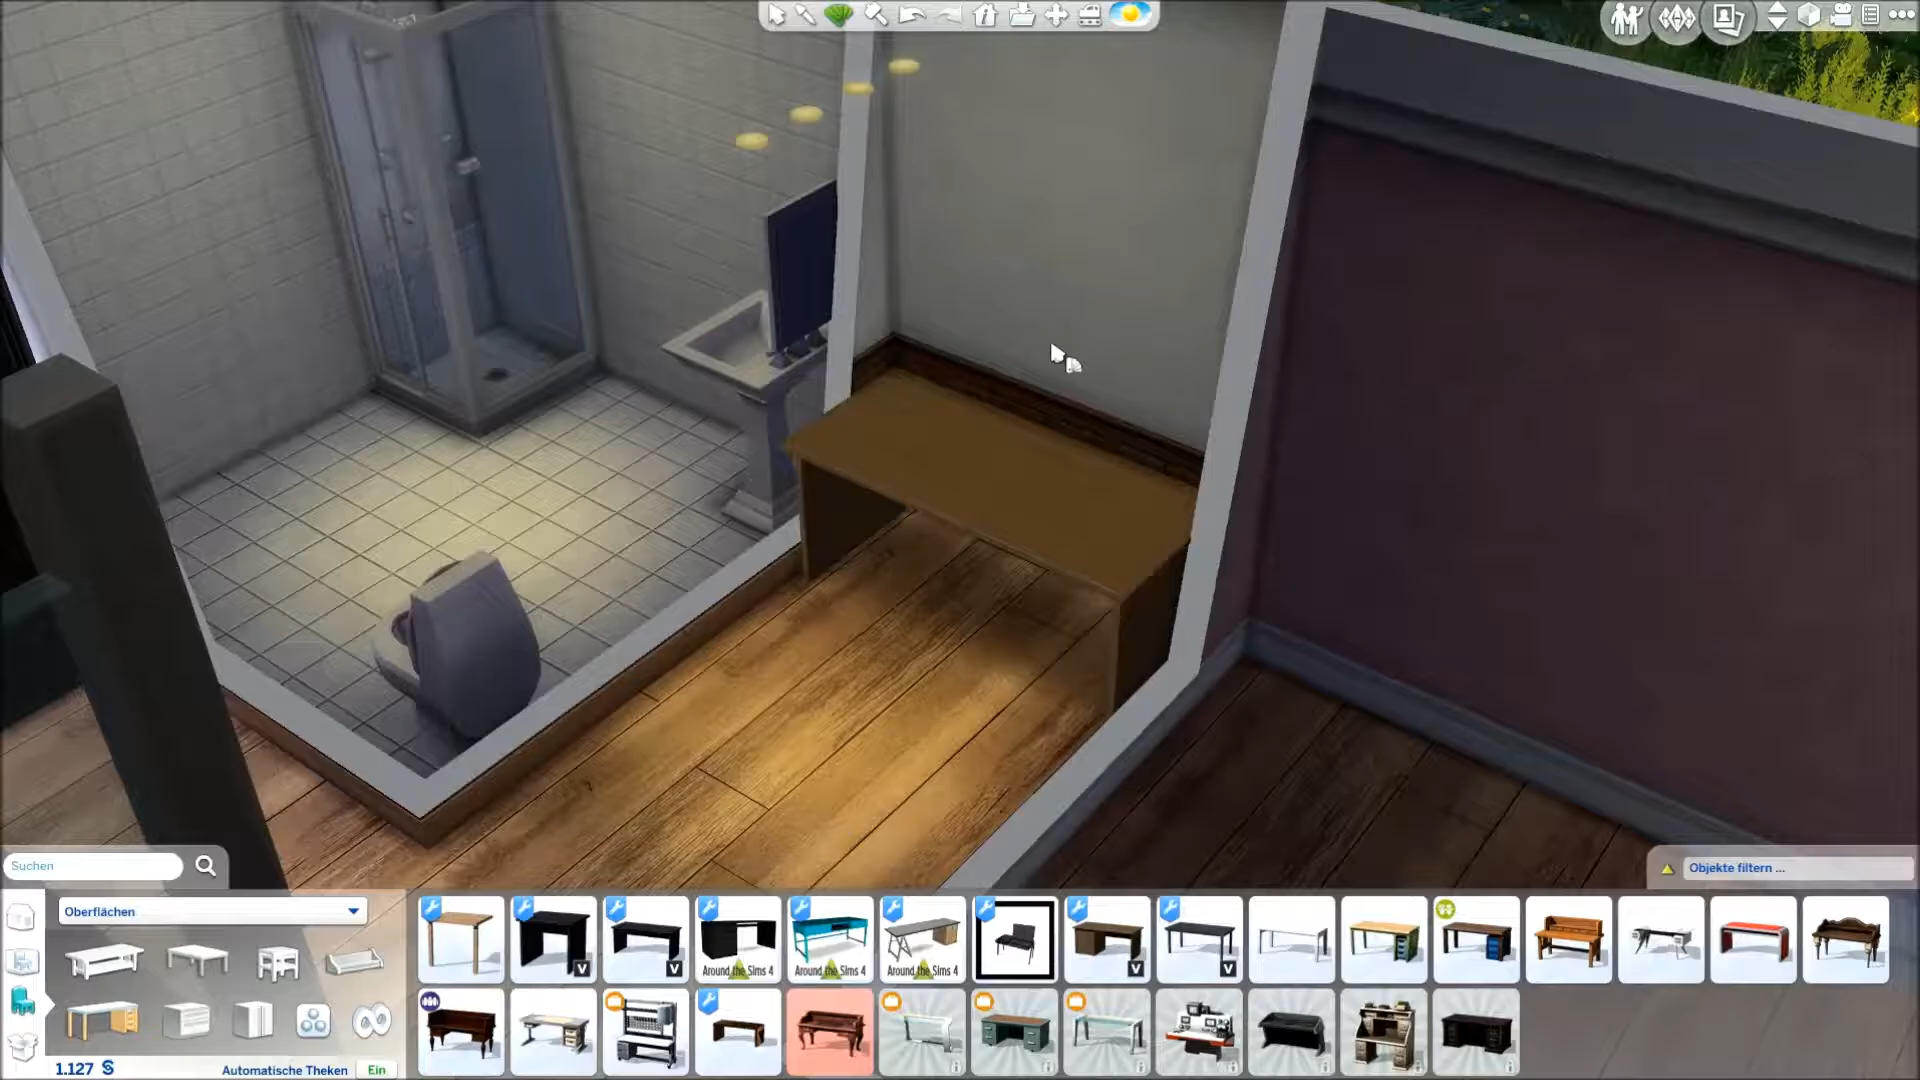 Suchen
Objekte filtern ...
Oberflächen
V
V
Around the Sims 4
Around the Sims 4
Around the Sims 4
V
V
1.127 S
Automatische Theken
Ein